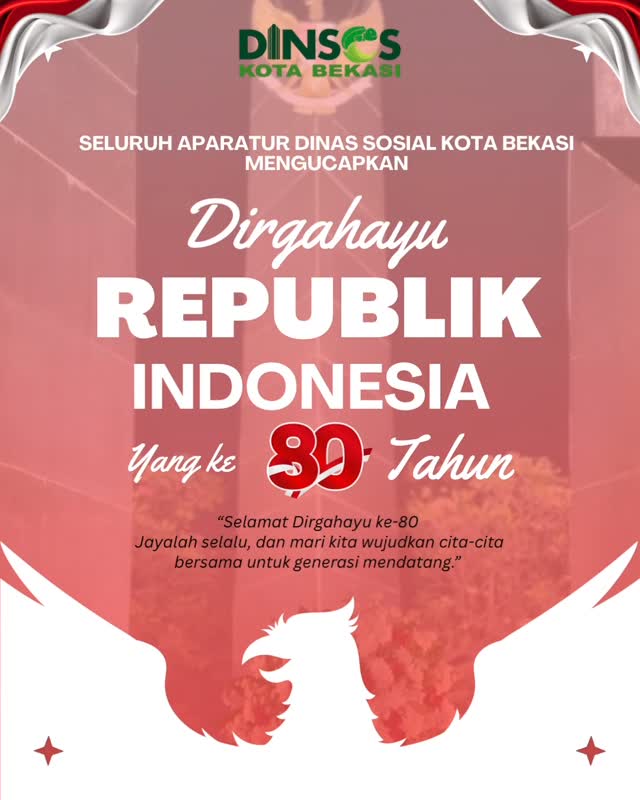 DINSOS
KOTA BEKASI
SELURUH APARATUR DINAS SOSIAL KOTA BEKASI
MENGUCAPKAN
Dirgahayu
REPUBLIK
INDONESIA
Yang ke 80 Tahun
“Selamat Dirgahayu ke-80
Jayalah selalu, dan mari kita wujudkan cita-cita
bersama untuk generasi mendatang.”